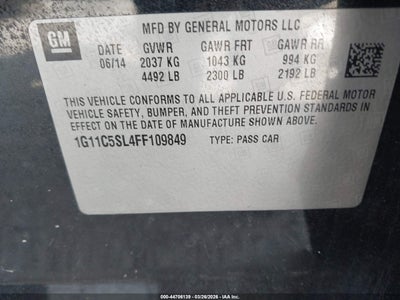 MFD BY GENERAL MOTORS LLC
GM
DATE GVWR GAWR FRT GAWR RR
06/14 2037 KG 1043 KG 994 KG
4492 LB 2300 LB 2192 LB
THIS VEHICLE CONFORMS TO ALL APPLICABLE U.S. FEDERAL MOTOR
VEHICLE SAFETY, BUMPER, AND THEFT PREVENTION STANDARDS IN
EFFECT ON THE DATE OF MANUFACTURE SHOWN ABOVE.
1G11C5SL4FF109849 TYPE: PASS CAR
000-44706139 - 03/26/2026 - IAA Inc.